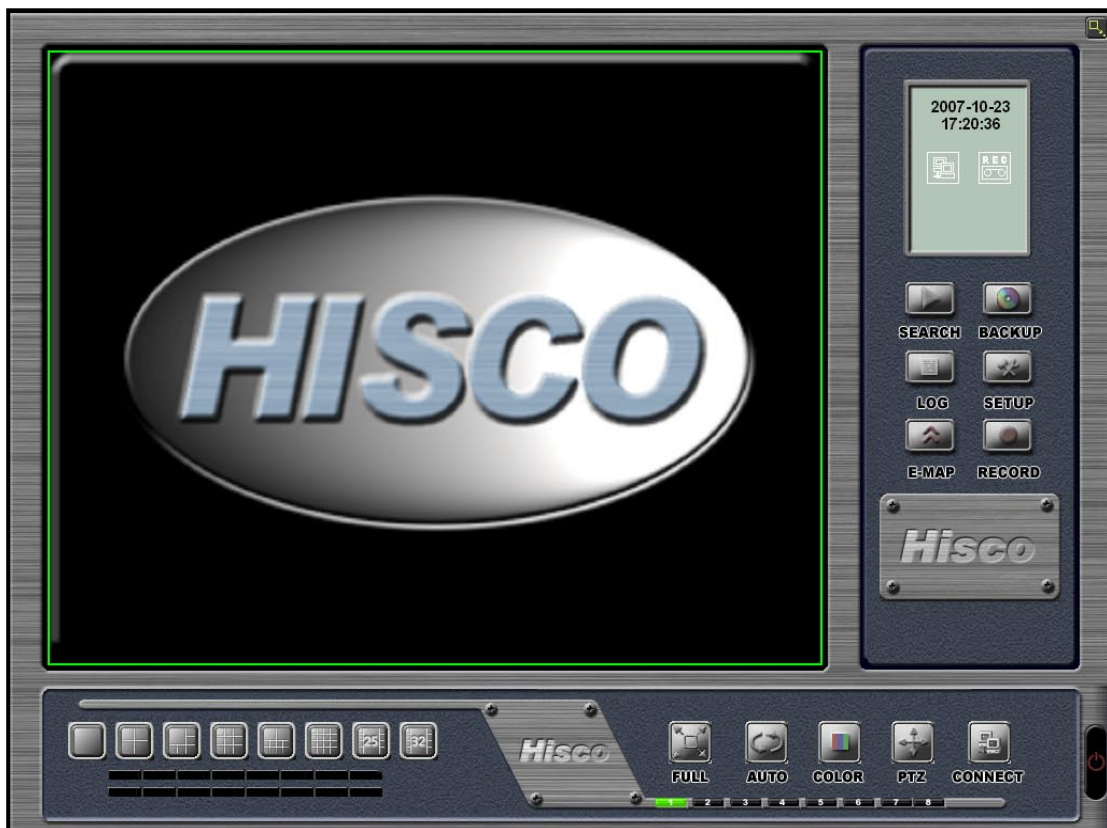 2007-10-23
17:20:36
REC
HISCO
SEARCH BACKUP
LOG SETUP
E-MAP RECORD
Hisco
25 32
Hisco
FULL AUTO COLOR PTZ CONNECT
1 2 3 4 5 6 7 8